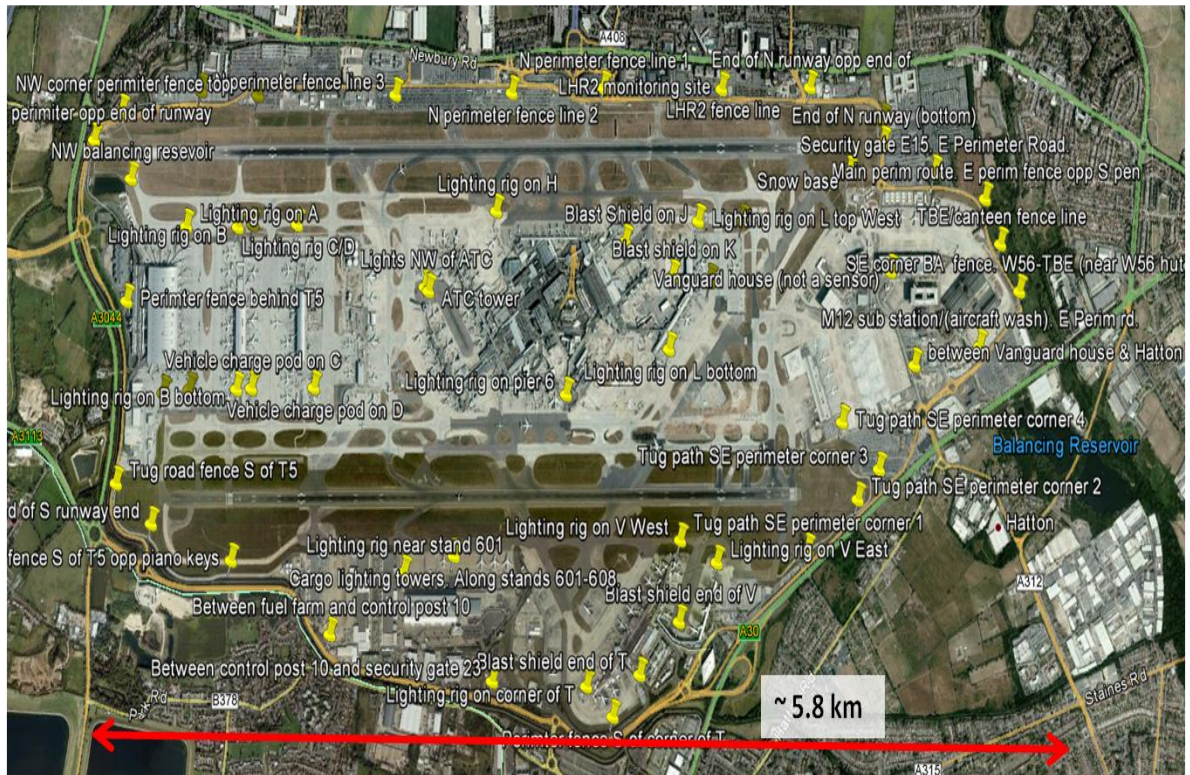 A408
Newbury Rd
N perimeter fence line 1
End of N runway opp end of
NW corner perimiter fence top
perimeter fence line 3
LHR2 monitoring site
perimiter opp end of runway
N perimeter fence line 2
LHR2 fence line
End of N runway (bottom)
NW balancing resevoir
Security gate E15. E Perimeter Road.
Main perim route. E perim fence opp S pen
Snow base
Lighting rig on H
Lighting rig on A
Blast Shield on J
Lighting rig on L top West
TBE/canteen fence line
Lighting rig on B
Lighting rig C/D
Blast shield on K
Lights NW of ATC
SE corner BA fence, W56-TBE (near W56 hut
Vanguard house (not a sensor)
Perimter fence behind T5
ATC tower
A3044
M12 sub station/(aircraft wash). E Perim rd.
between Vanguard house & Hatton
Vehicle charge pod on C
Lighting rig on L bottom
Lighting rig on pier 6
Lighting rig on B bottom
Vehicle charge pod on D
Tug path SE perimeter corner 4
A3113
Balancing Reservoir
Tug path SE perimeter corner 3
Tug road fence S of T5
Tug path SE perimeter corner 2
d of S runway end
Lighting rig on V West
Tug path SE perimeter corner 1
Hatton
fence S of T5 opp piano keys
Lighting rig near stand 601
Lighting rig on V East
Cargo lighting towers. Along stands 601-608
A312
Blast shield end of V
Between fuel farm and control post 10
A30
Between control post 10 and security gate 23
Blast shield end of T
Staines Rd
Lighting rig on corner of T
B378
Park Rd
~ 5.8 km
Perimter fence S of corner of T
A315